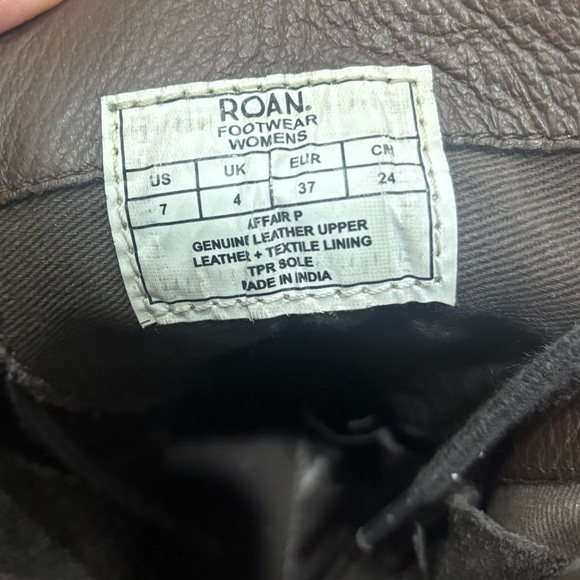 ROAN®
FOOTWEAR
WOMENS
US UK EUR CM
7 4 37 24
AFFAIR P
GENUINE LEATHER UPPER
LEATHER + TEXTILE LINING
TPR SOLE
MADE IN INDIA